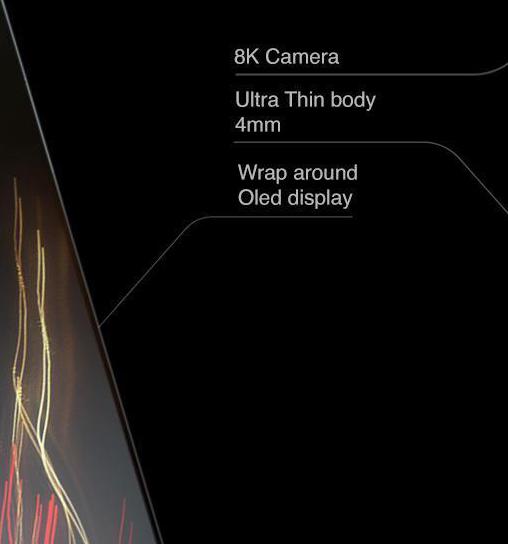 8K Camera
Ultra Thin body
4mm
Wrap around
Oled display